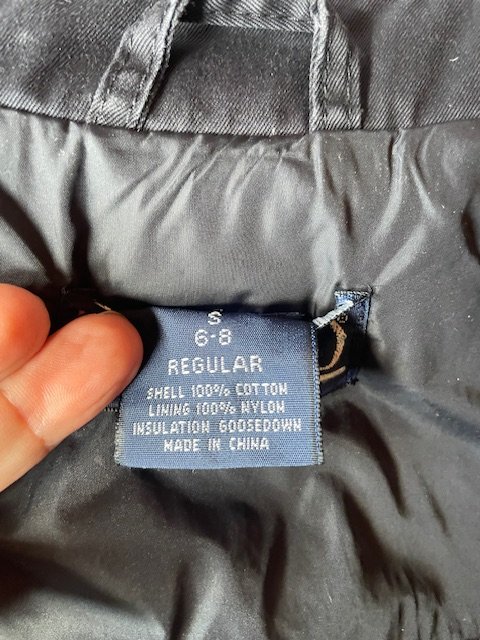 S
6-8
REGULAR
SHELL 100% COTTON
LINING 100% NYLON
INSULATION GOOSEDOWN
MADE IN CHINA